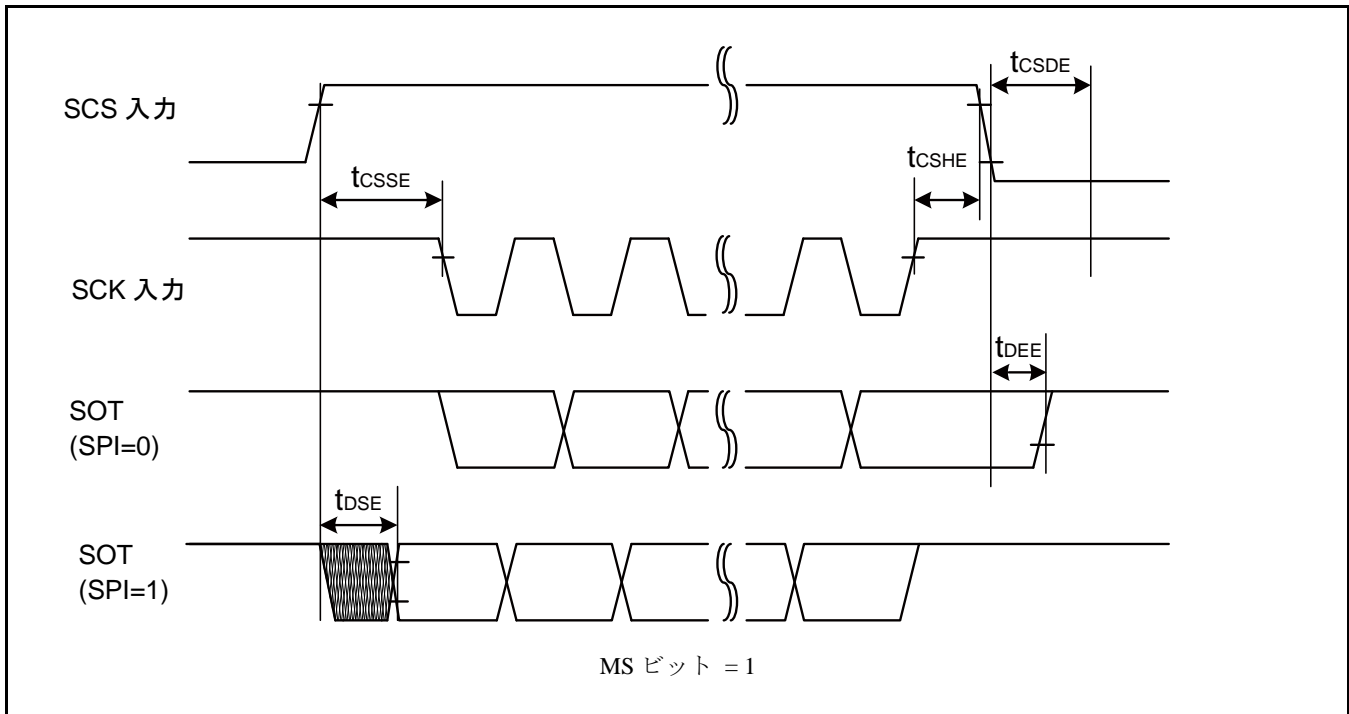 tCSDE
SCS 入力
tCSHE
tCSSE
SCK 入力
tDEE
SOT
(SPI=0)
tDSE
SOT
(SPI=1)
MS ビット = 1